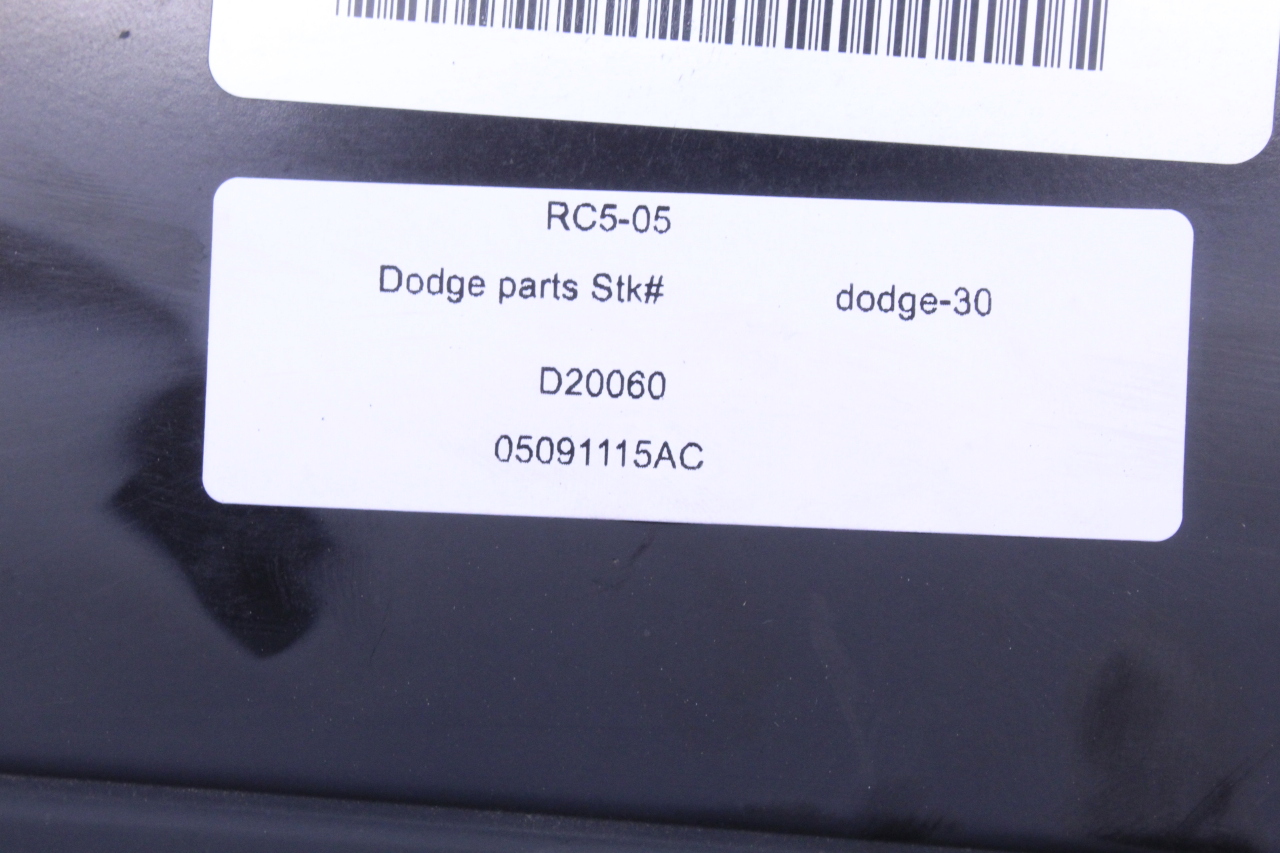 RC5-05
Dodge parts Stk# dodge-30
D20060
05091115AC